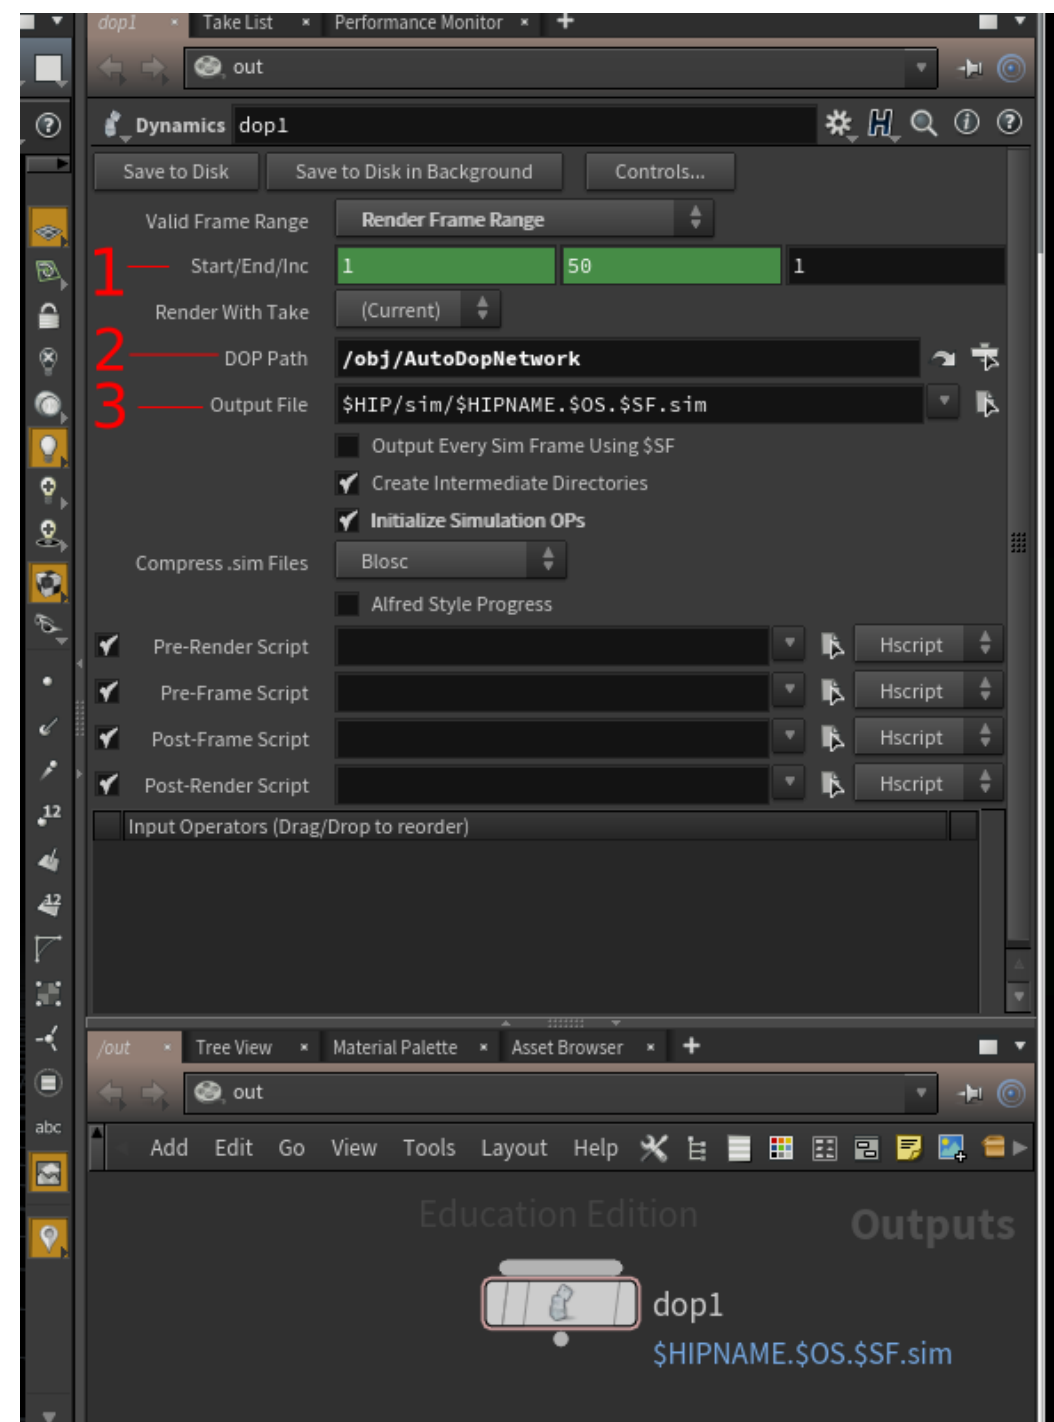 dop1 × Take List × Performance Monitor × +
out
Dynamics dop1
Save to Disk Save to Disk in Background Controls...
Valid Frame Range Render Frame Range
1 Start/End/Inc 1 50 1
Render With Take (Current)
2 DOP Path /obj/AutoDopNetwork
3 Output File $HIP/sim/$HIPNAME.$OS.$SF.sim
Output Every Sim Frame Using $SF
Create Intermediate Directories
Initialize Simulation OPs
Compress .sim Files Blosc
Alfred Style Progress
Pre-Render Script Hscript
Pre-Frame Script Hscript
Post-Frame Script Hscript
Post-Render Script Hscript
12
Input Operators (Drag/Drop to reorder)
12
/out × Tree View × Material Palette × Asset Browser × +
out
abc
Add Edit Go View Tools Layout Help
Education Edition
Outputs
dop1
$HIPNAME.$OS.$SF.sim